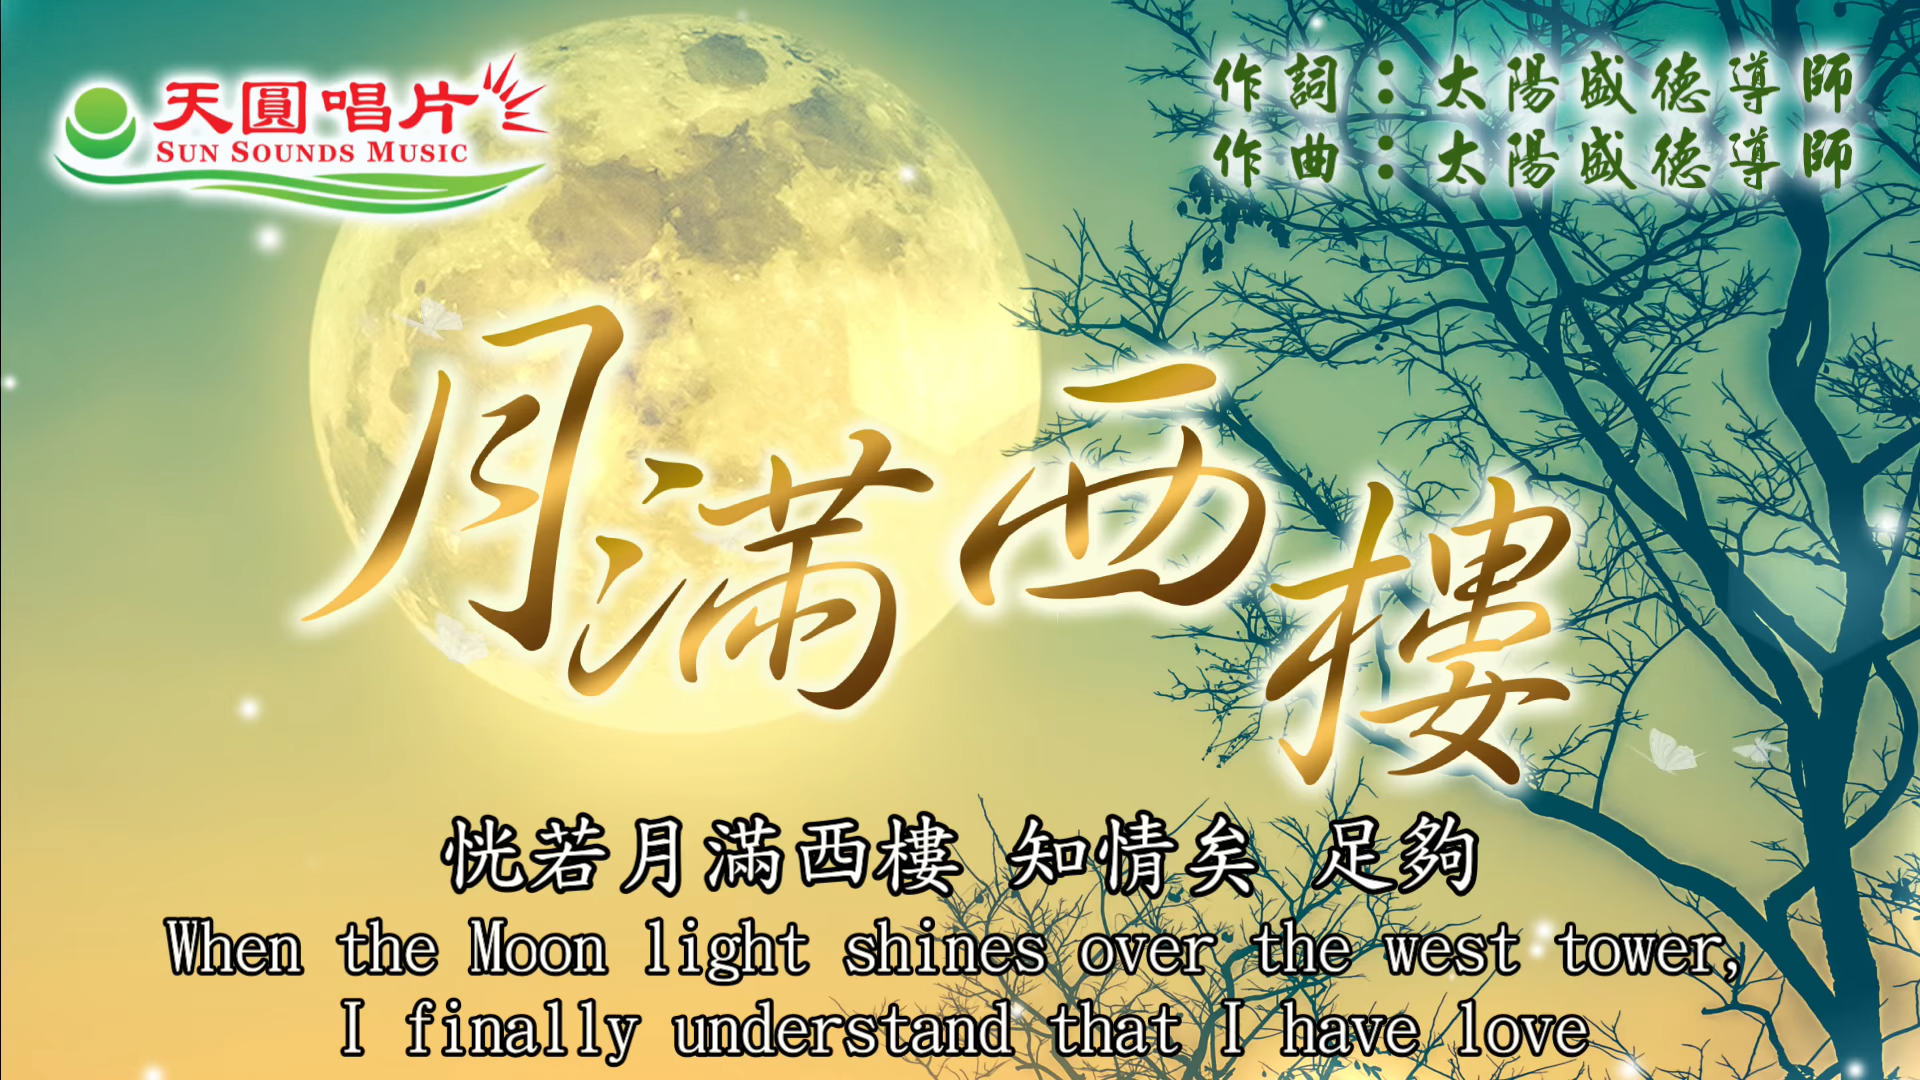 天圓唱片
SUN SOUNDS MUSIC
作詞：太陽盛德導師
作曲：太陽盛德導師
月滿西樓
恍若月滿西樓 知情矣 足夠
When the Moon light shines over the west tower,
I finally understand that I have love